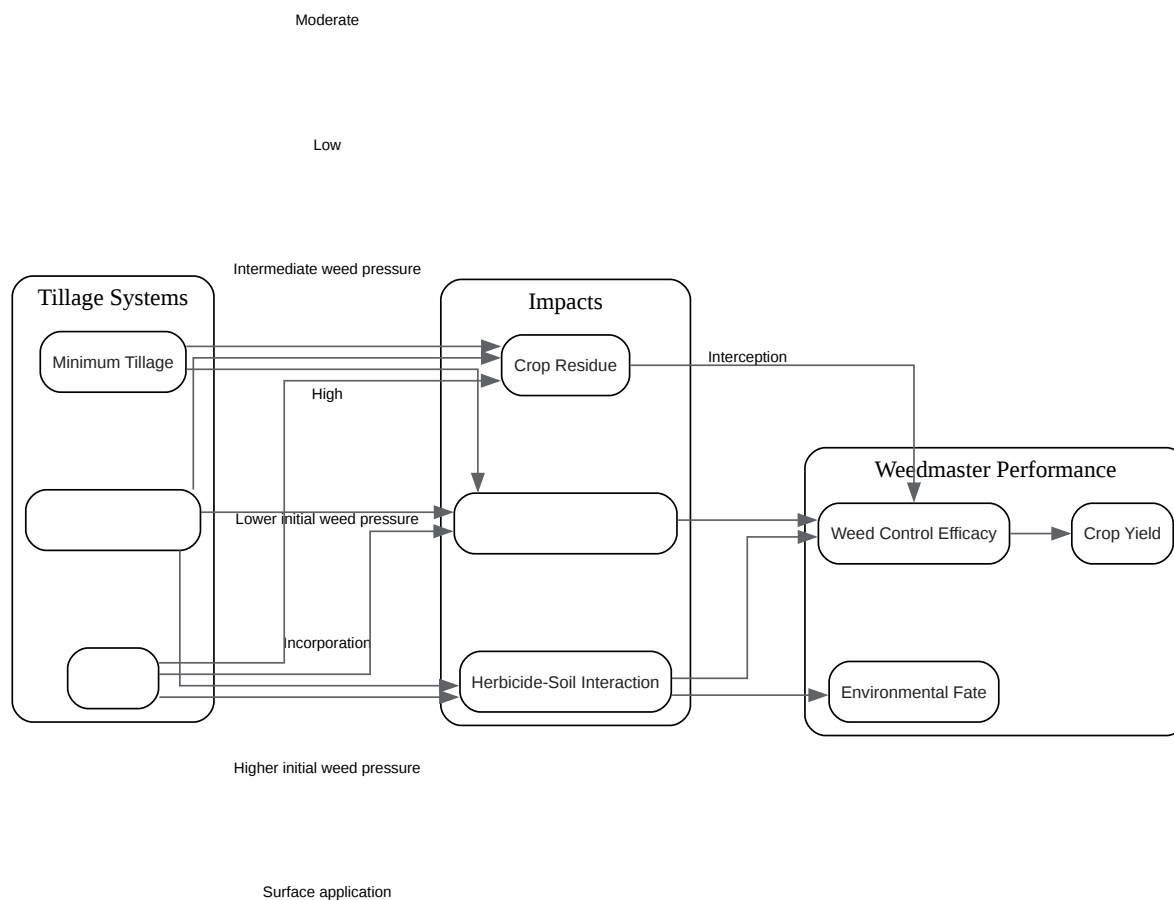 Moderate
Low
Intermediate weed pressure
Tillage Systems
Impacts
Minimum Tillage
Crop Residue
Interception
High
Weedmaster Performance
Lower initial weed pressure
Weed Control Efficacy
Crop Yield
Incorporation
Herbicide-Soil Interaction
Environmental Fate
Higher initial weed pressure
Surface application